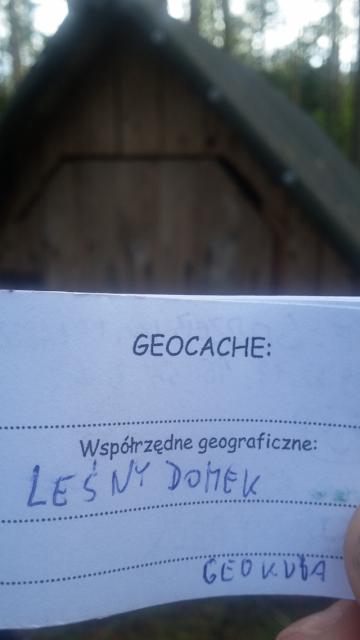 GEOCACHE:
Współrzędne geograficzne:
LEŚNY DOMEK
GEOKUBA